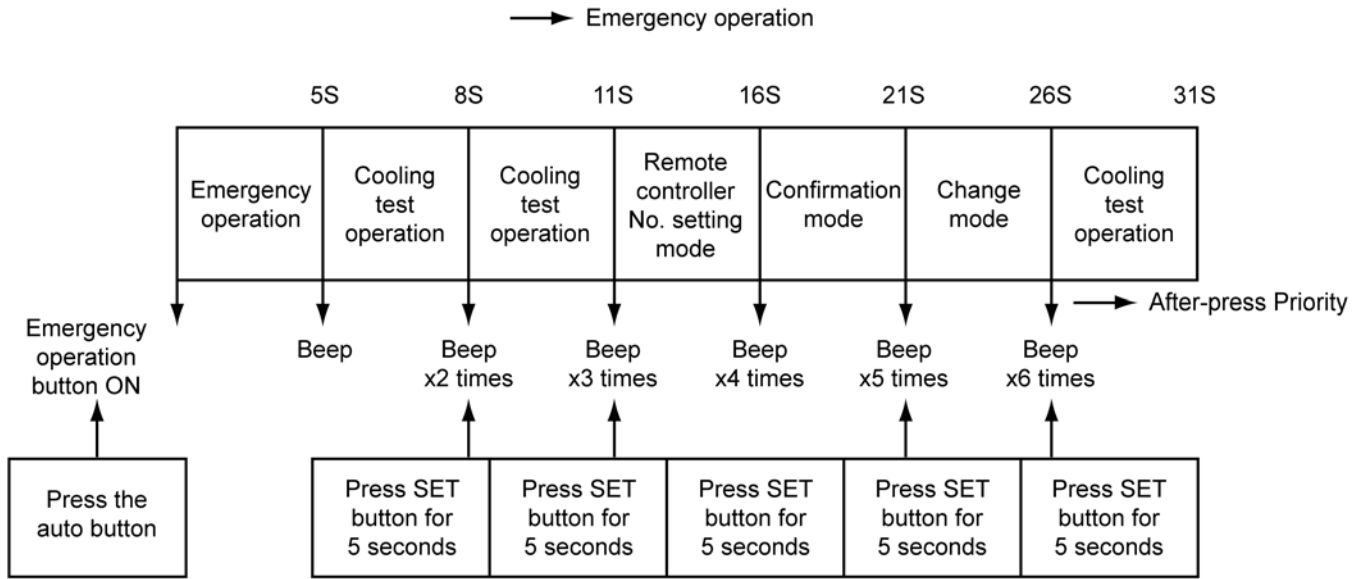 Emergency operation
5S 8S 11S 16S 21S 26S 31S
Emergency
operation
Cooling
test
operation
Cooling
test
operation
Remote
controller
No. setting
mode
Confirmation
mode
Change
mode
Cooling
test
operation
After-press Priority
Emergency
operation
button ON
Beep
Beep
x2 times
Beep
x3 times
Beep
x4 times
Beep
x5 times
Beep
x6 times
Press the
auto button
Press SET
button for
5 seconds
Press SET
button for
5 seconds
Press SET
button for
5 seconds
Press SET
button for
5 seconds
Press SET
button for
5 seconds